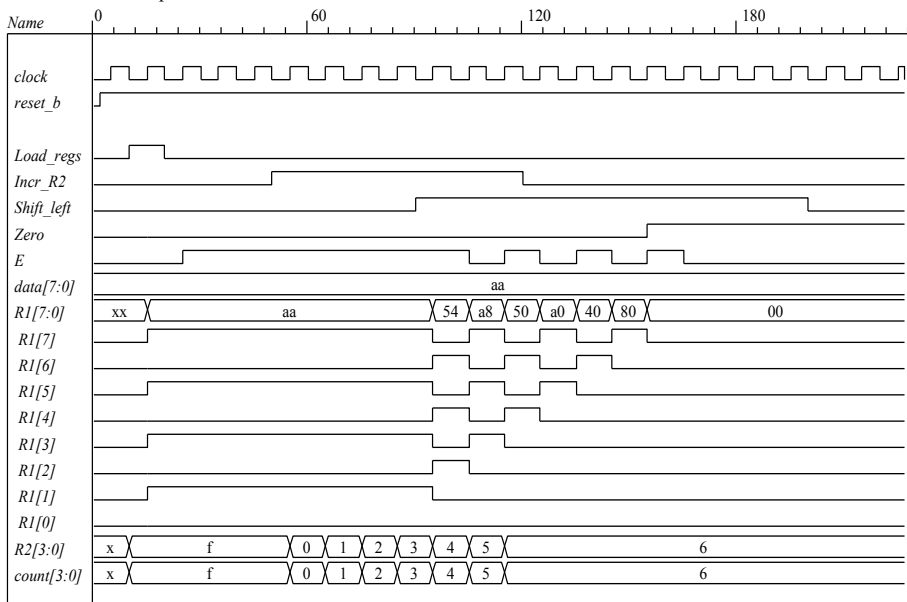 Name 0 60 120 180
clock
reset_b
Load_regs
Incr_R2
Shift_left
Zero
E
data[7:0] aa
R1[7:0] xx aa 54 a8 50 a0 40 80 00
R1[7]
R1[6]
R1[5]
R1[4]
R1[3]
R1[2]
R1[1]
R1[0]
R2[3:0] x f 0 1 2 3 4 5 6
count[3:0] x f 0 1 2 3 4 5 6